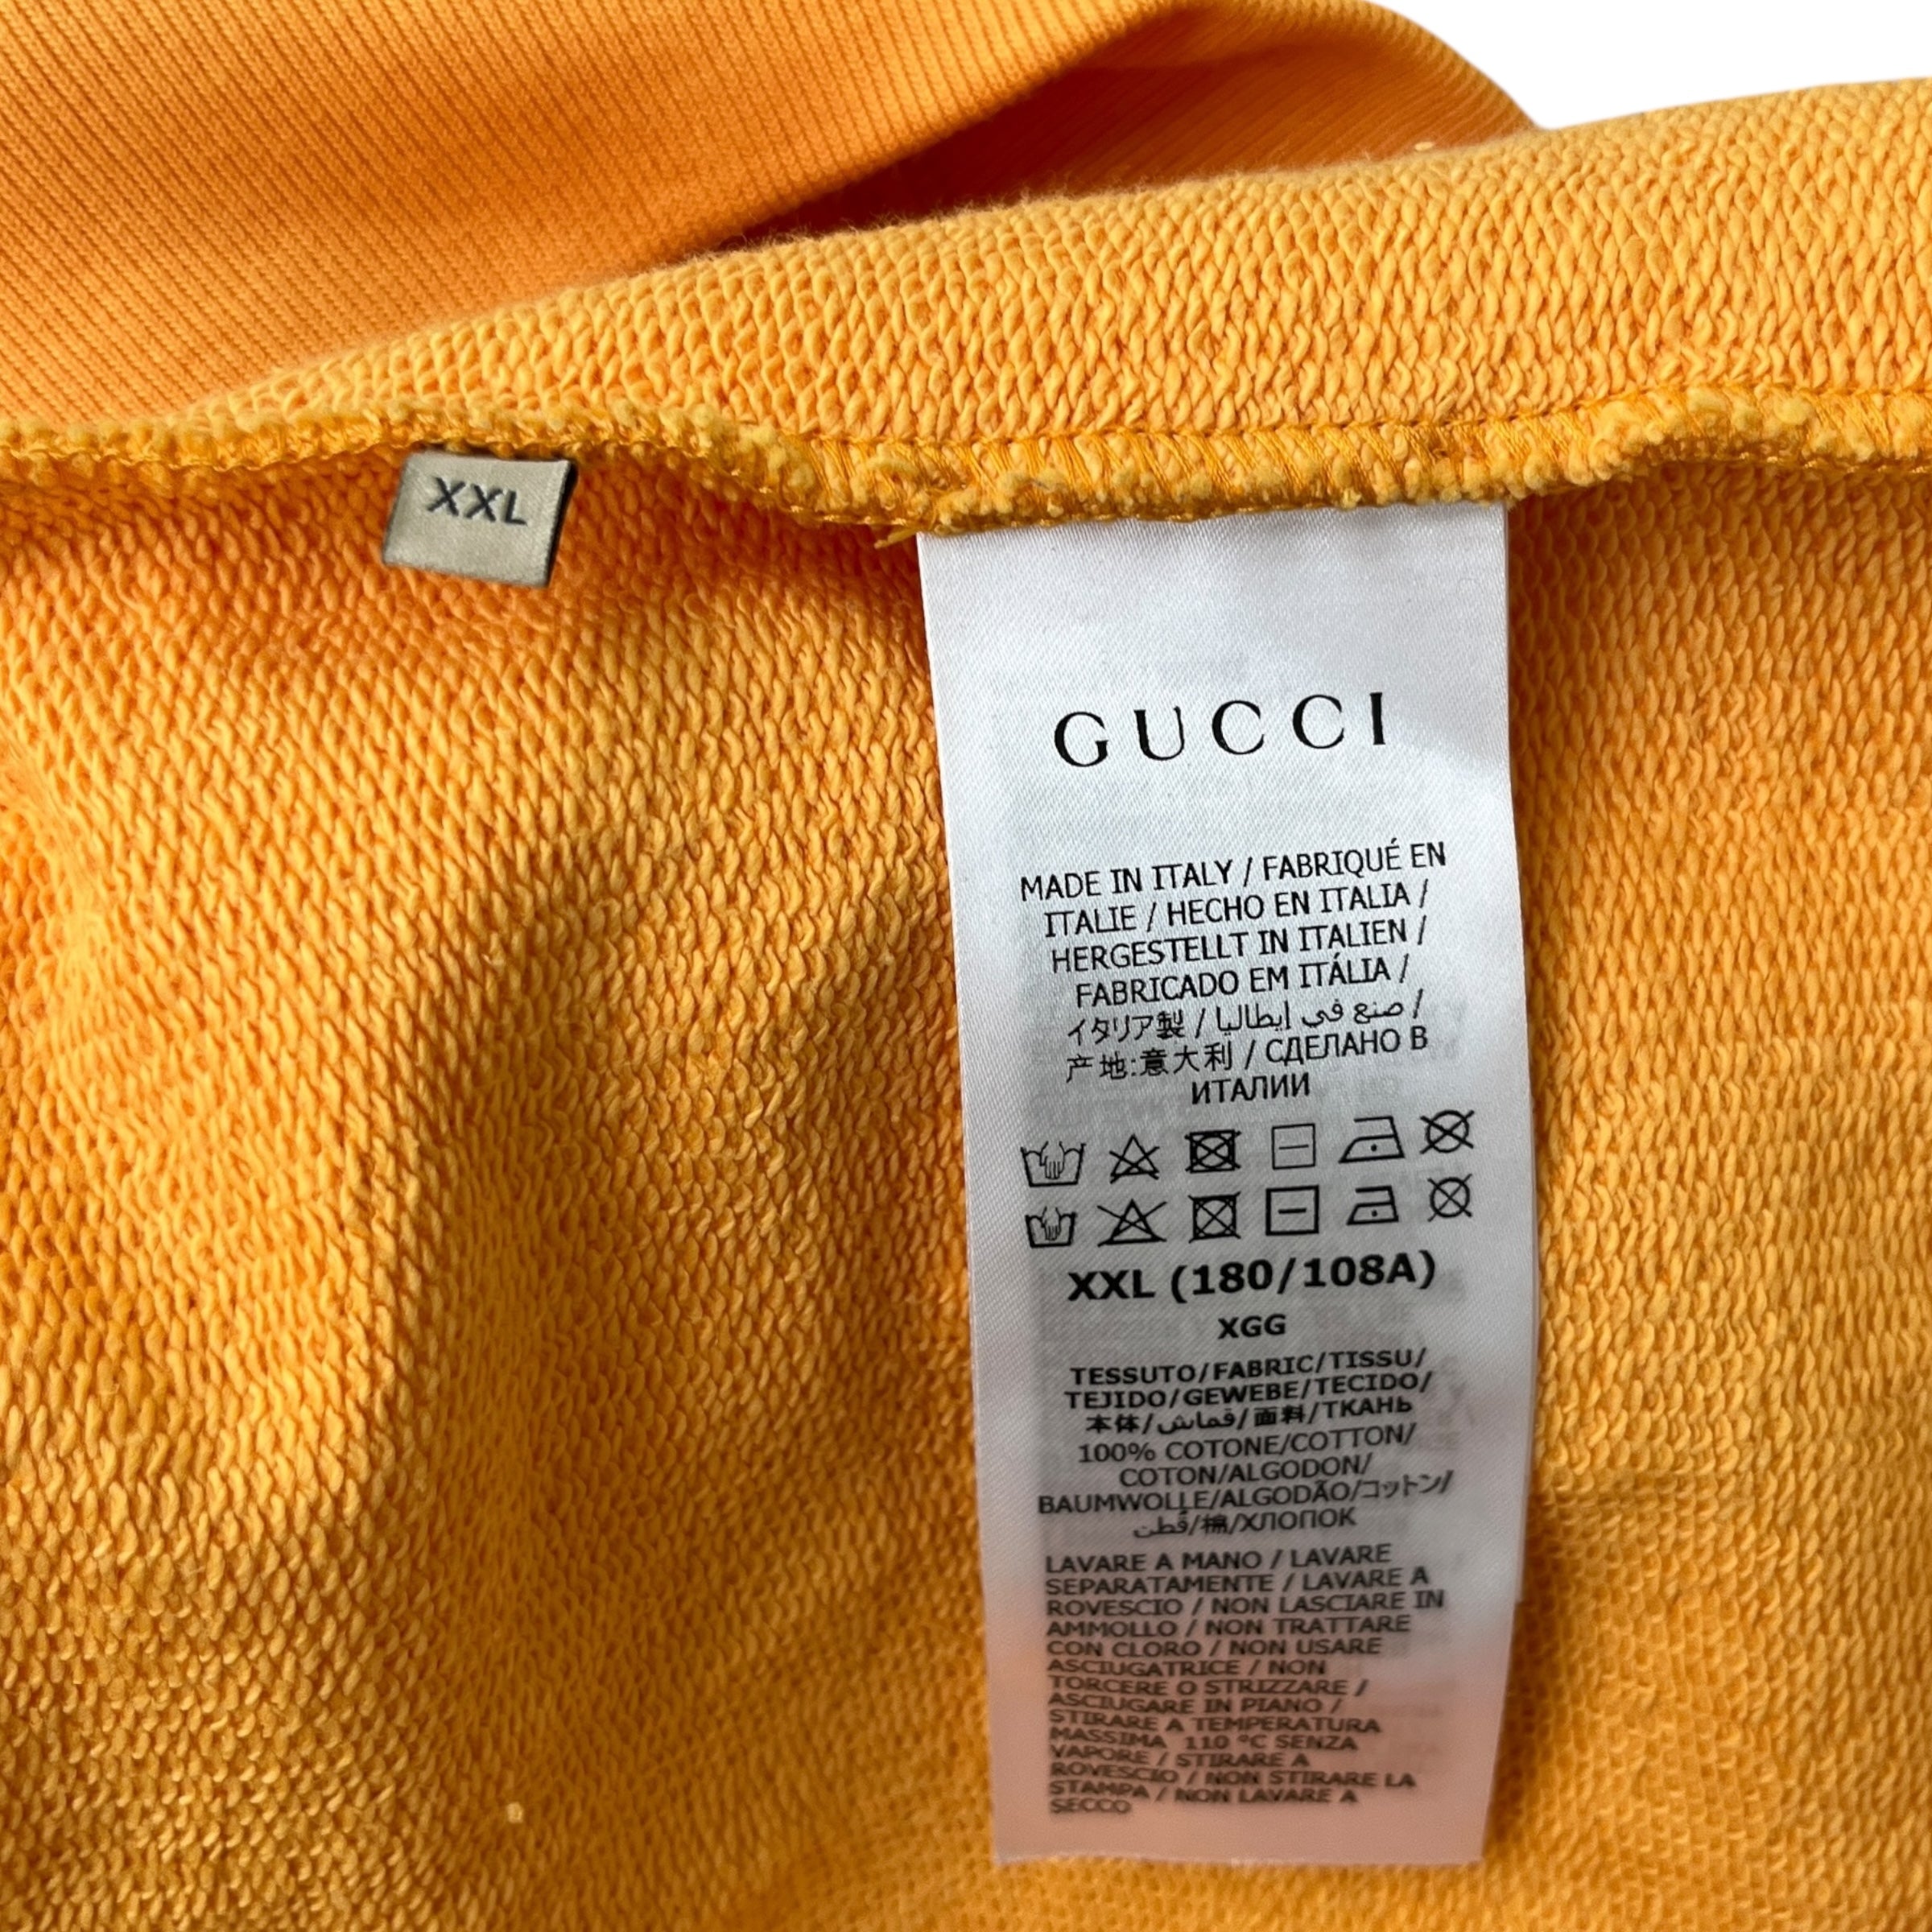 XXL
GUCCI
MADE IN ITALY / FABRIQUÉ EN
ITALIE / HECHO EN ITALIA /
HERGESTELLT IN ITALIEN /
FABRICADO EM ITÁLIA /
イタリア製 / صنع في إيطاليا /
产地:意大利 / СДЕЛАНО В
ИТАЛИИ
XXL (180/108A)
XGG
TESSUTO/FABRIC/TISSU/
TEJIDO/GEWEBE/TECIDO/
本体/قماش/面料/ТКАНЬ
100% COTONE/COTTON/
COTON/ALGODON/
BAUMWOLLE/ALGODÃO/コットン/
قطن/棉/ХЛОПОК
LAVARE A MANO / LAVARE
SEPARATAMENTE / LAVARE A
ROVESCIO / NON LASCIARE IN
AMMOLLO / NON TRATTARE
CON CLORO / NON USARE
ASCIUGATRICE / NON
TORCERE O STRIZZARE /
ASCIUGARE IN PIANO /
STIRARE A TEMPERATURA
MASSIMA 110 °C SENZA
VAPORE / STIRARE A
ROVESCIO / NON STIRARE LA
STAMPA / NON LAVARE A
SECCO